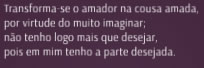 Transforma-se o amador na cousa amada,
por virtude do muito imaginar;
não tenho logo mais que desejar,
pois em mim tenho a parte desejada.